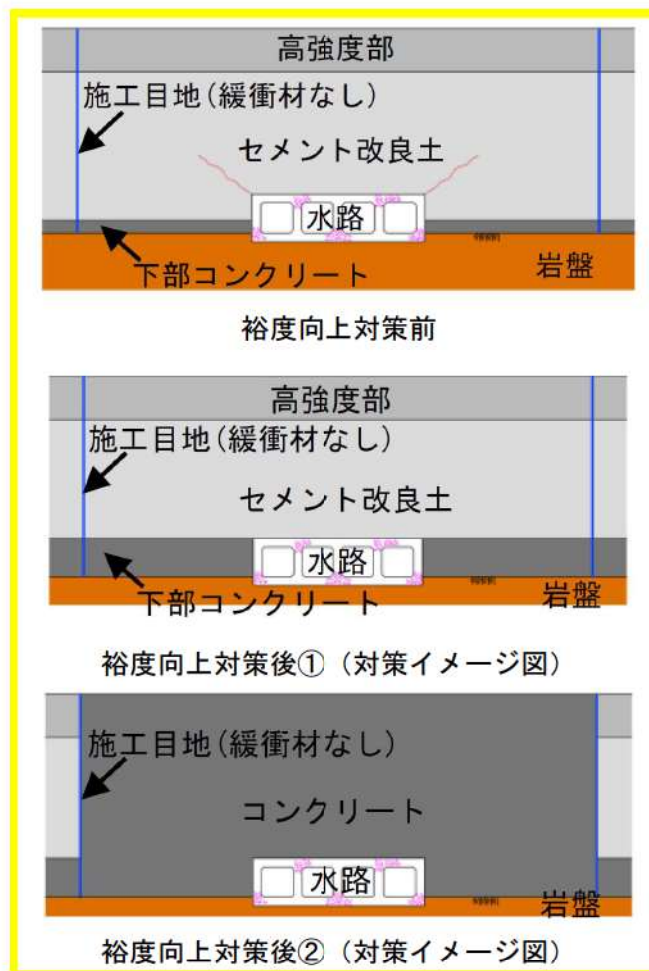 高強度部
施工目地(緩衝材なし)
セメント改良土
水路
下部コンクリート
岩盤
裕度向上対策前
高強度部
施工目地(緩衝材なし)
セメント改良土
水路
下部コンクリート
岩盤
裕度向上対策後①（対策イメージ図）
施工目地(緩衝材なし)
コンクリート
水路
岩盤
裕度向上対策後②（対策イメージ図）